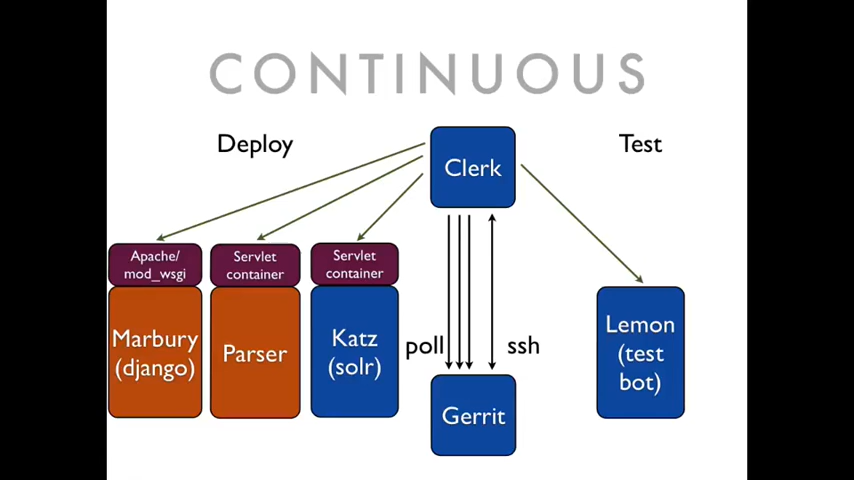 CONTINUOUS
Deploy
Clerk
Test
Apache/
mod_wsgi
Servlet
container
Servlet
container
Marbury
(django)
Parser
Katz
(solr)
poll
ssh
Lemon
(test
bot)
Gerrit